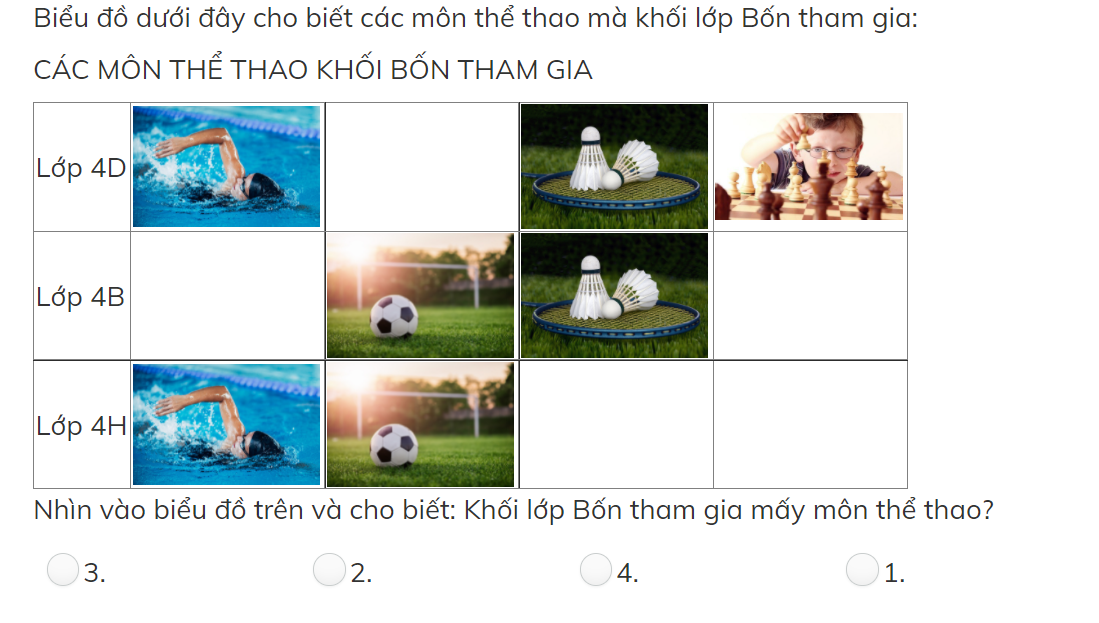 Biểu đồ dưới đây cho biết các môn thể thao mà khối lớp Bốn tham gia:
CÁC MÔN THỂ THAO KHỐI BỐN THAM GIA
Lớp 4D
Lớp 4B
Lớp 4H
Nhìn vào biểu đồ trên và cho biết: Khối lớp Bốn tham gia mấy môn thể thao?
3. 2. 4. 1.